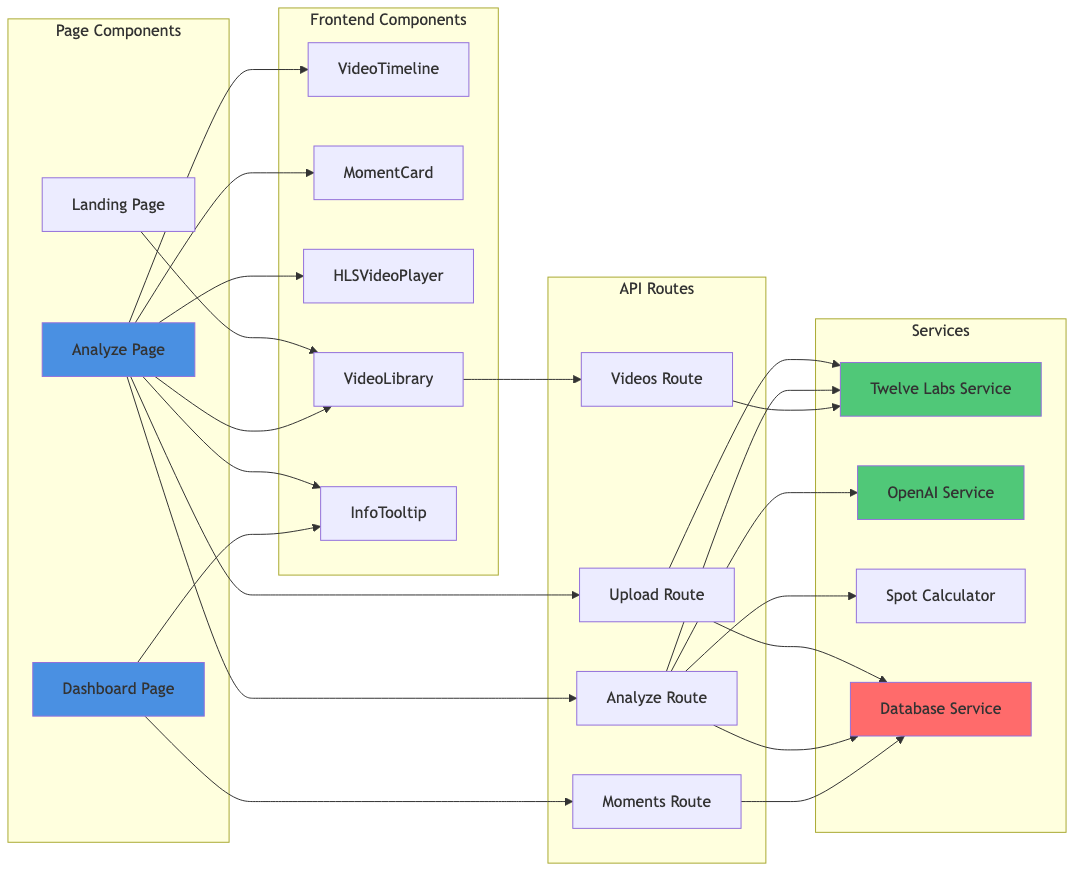 Page Components
Landing Page
Analyze Page
Dashboard Page
Frontend Components
VideoTimeline
MomentCard
HLSVideoPlayer
VideoLibrary
InfoTooltip
API Routes
Videos Route
Upload Route
Analyze Route
Moments Route
Services
Twelve Labs Service
OpenAI Service
Spot Calculator
Database Service